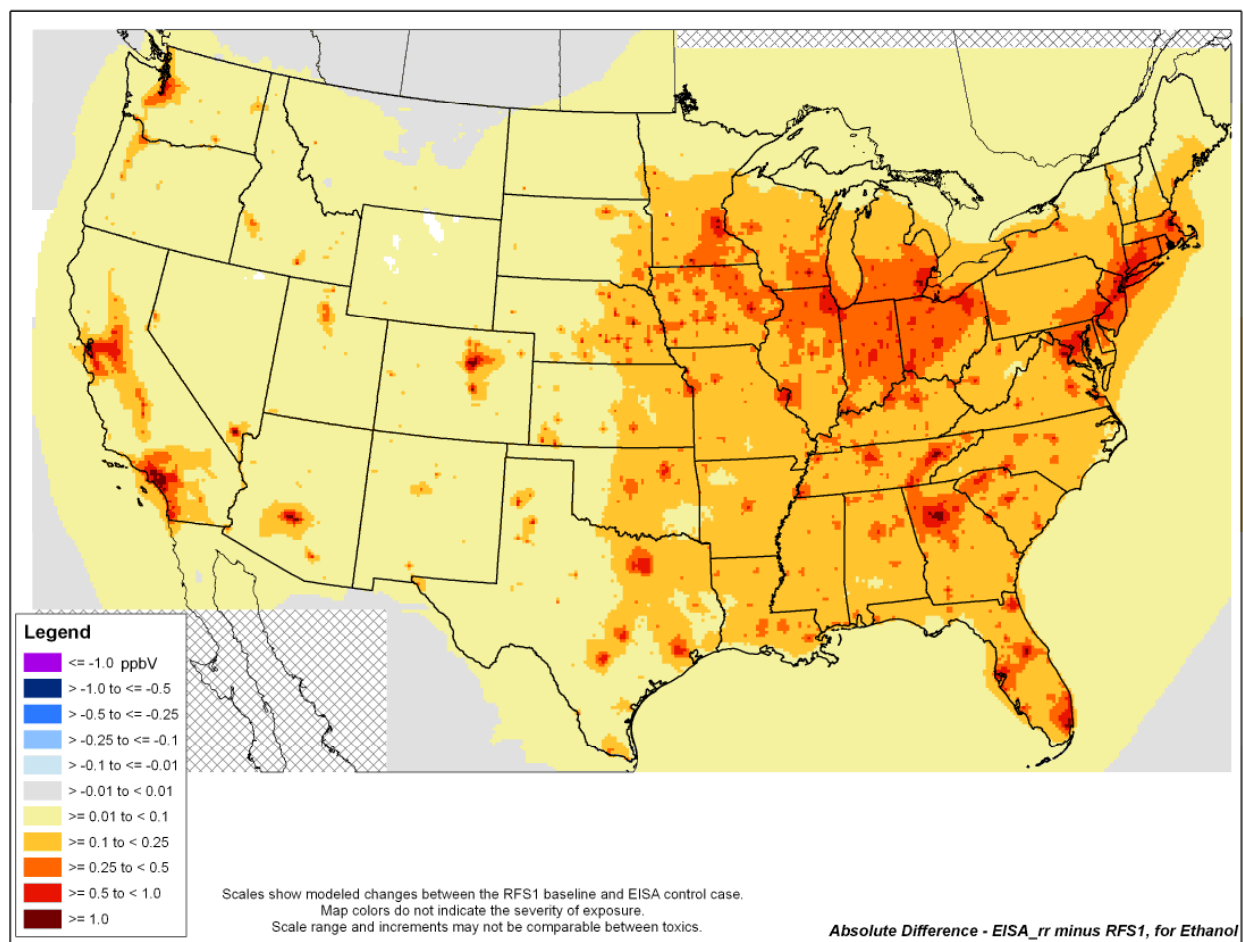 Legend
<= -1.0 ppbV
> -1.0 to <= -0.5
> -0.5 to <= -0.25
> -0.25 to <= -0.1
> -0.1 to <= -0.01
> -0.01 to < 0.01
>= 0.01 to < 0.1
>= 0.1 to < 0.25
>= 0.25 to < 0.5
>= 0.5 to < 1.0
>= 1.0
Scales show modeled changes between the RFS1 baseline and EISA control case.
Map colors do not indicate the severity of exposure.
Scale range and increments may not be comparable between toxics.
Absolute Difference - EISA_rr minus RFS1, for Ethanol